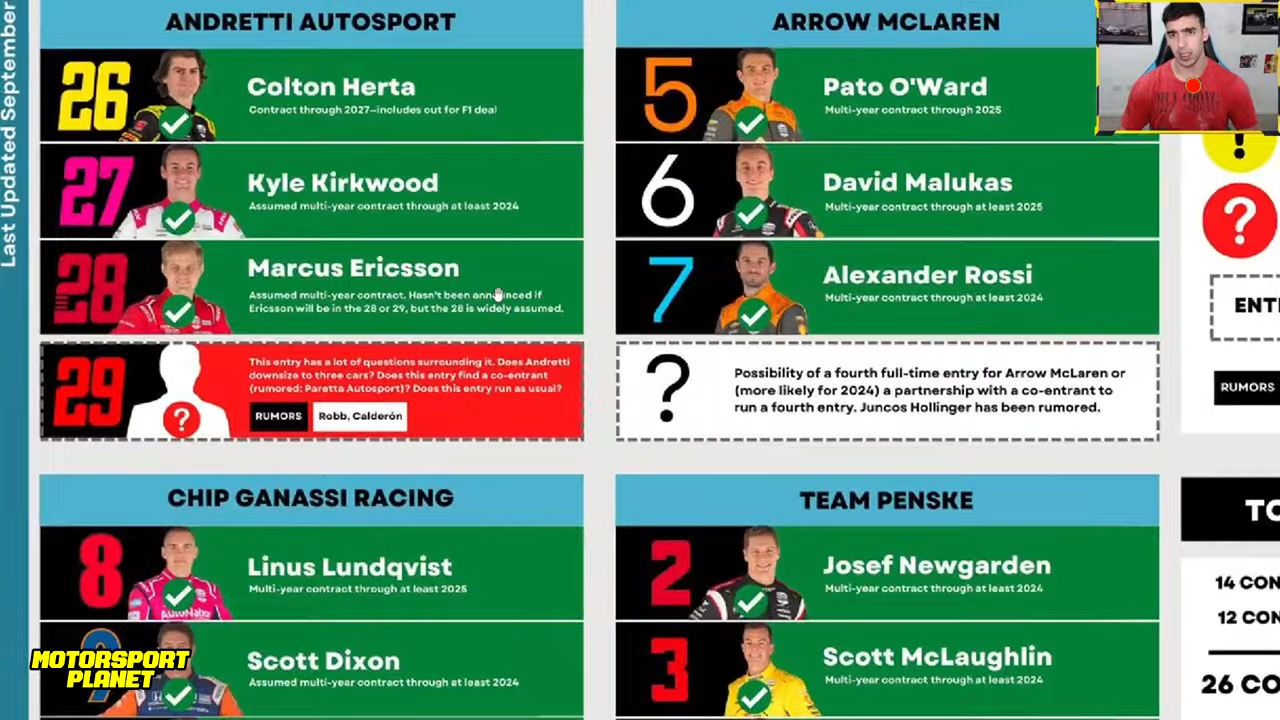 Last Updated September
ANDRETTI AUTOSPORT
26
Colton Herta
Contract through 2027—includes out for F1 deal
27
Kyle Kirkwood
Assumed multi-year contract through at least 2024
28
Marcus Ericsson
Assumed multi-year contract. Hasn't been announced if
Ericsson will be in the 28 or 29, but the 28 is widely assumed.
29
?
This entry has a lot of questions surrounding it. Does Andretti
downsize to three cars? Does this entry find a co-entrant
(rumored: Paretta Autosport)? Does this entry run as usual?
RUMORS
Robb, Calderón
ARROW MCLAREN
5
Pato O'Ward
Multi-year contract through 2025
6
David Malukas
Multi-year contract through at least 2025
7
Alexander Rossi
Multi-year contract through at least 2024
?
Possibility of a fourth full-time entry for Arrow McLaren or
(more likely for 2024) a partnership with a co-entrant to
run a fourth entry. Juncos Hollinger has been rumored.
!
?
ENT
RUMORS
CHIP GANASSI RACING
8
Linus Lundqvist
Multi-year contract through at least 2025
9
Scott Dixon
Assumed multi-year contract through at least 2024
TEAM PENSKE
2
Josef Newgarden
Multi-year contract through at least 2024
3
Scott McLaughlin
Multi-year contract through at least 2024
TO
14 CON
12 CON
26 CO
MOTORSPORT
PLANET